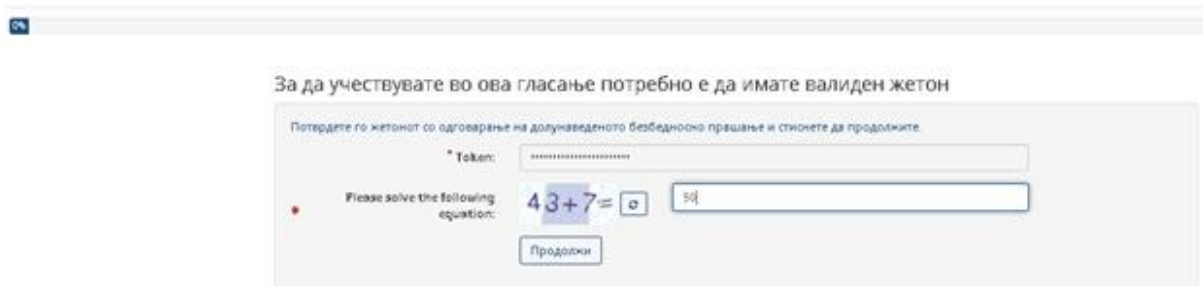 0%
За да учествувате во ова гласање потребно е да имате валиден жетон
Потврдете го жетонот со одговарање на долунаведеното безбедносно прашање и стиснете да продолжите.
* Token:
Please solve the following
equation:
43+7=
50
Продолжи